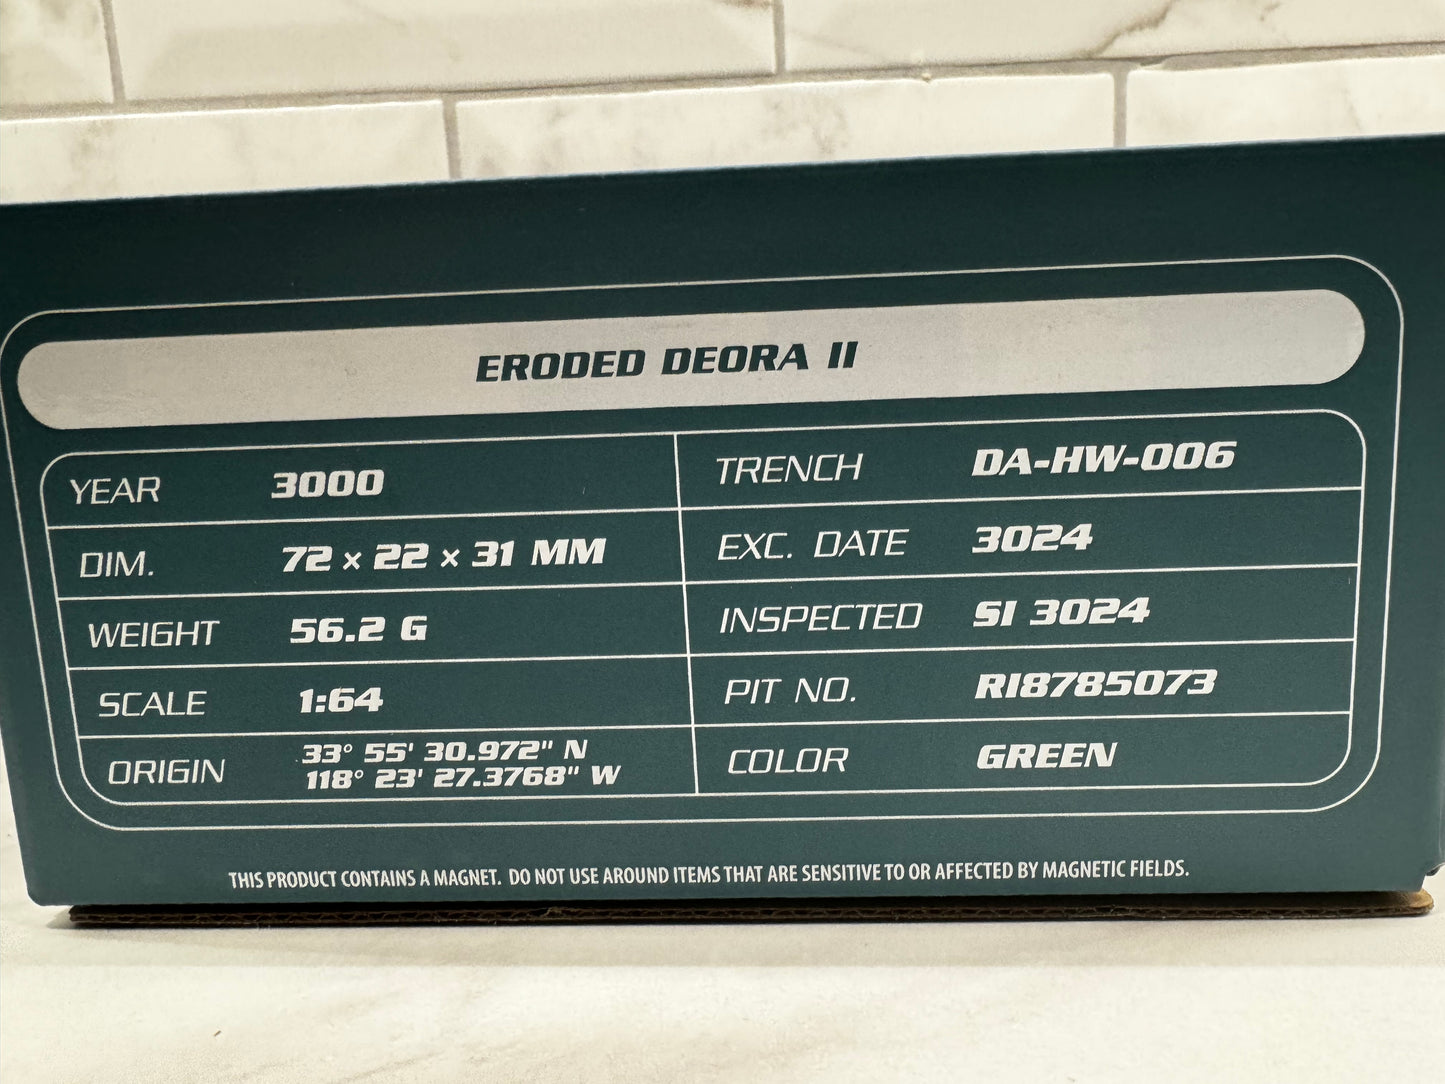 ERODED DEORA II
YEAR 3000
DIM. 72 x 22 x 31 MM
WEIGHT 56.2 G
SCALE 1:64
ORIGIN 33° 55' 30.972" N
118° 23' 27.3768" W
TRENCH DA-HW-006
EXC. DATE 3024
INSPECTED SI 3024
PIT NO. RI8785073
COLOR GREEN
THIS PRODUCT CONTAINS A MAGNET. DO NOT USE AROUND ITEMS THAT ARE SENSITIVE TO OR AFFECTED BY MAGNETIC FIELDS.